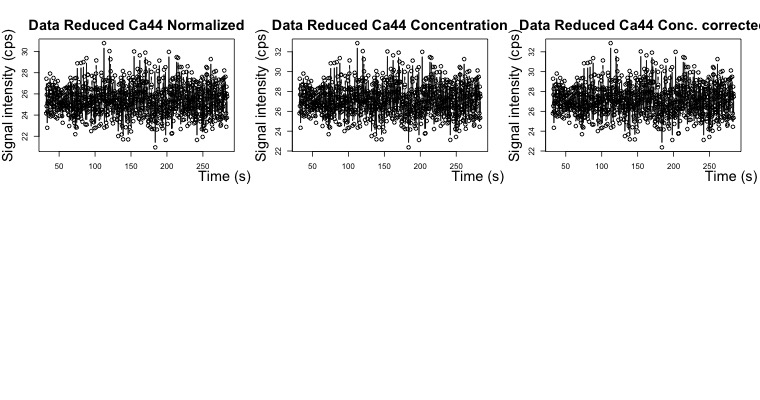 Data Reduced Ca44 Normalized
Signal intensity (cps)
22 24 26 28 30
50 100 150 200 250
Time (s)
Data Reduced Ca44 Concentration
Signal intensity (cps)
22 24 26 28 30 32
50 100 150 200 250
Time (s)
Data Reduced Ca44 Conc. correcte
Signal intensity (cps)
22 24 26 28 30 32
50 100 150 200 250
Time (s)